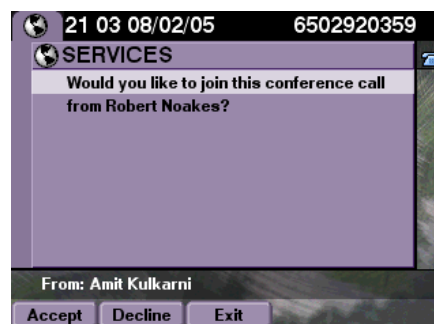 21 03 08/02/05 6502920359
SERVICES
Would you like to join this conference call
from Robert Noakes?
From: Amit Kulkarni
Accept Decline Exit